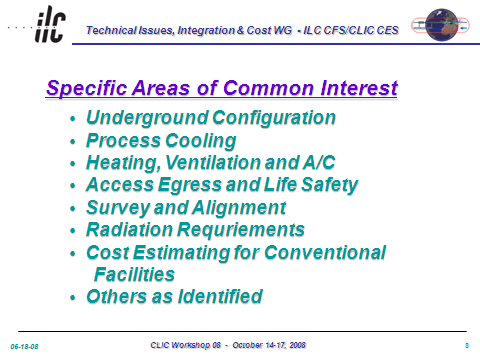 ilc
Technical Issues, Integration & Cost WG - ILC CFS/CLIC CES
Specific Areas of Common Interest
• Underground Configuration
• Process Cooling
• Heating, Ventilation and A/C
• Access Egress and Life Safety
• Survey and Alignment
• Radiation Requriements
• Cost Estimating for Conventional
Facilities
• Others as Identified
06-18-08
CLIC Workshop 08 - October 14-17, 2008
3